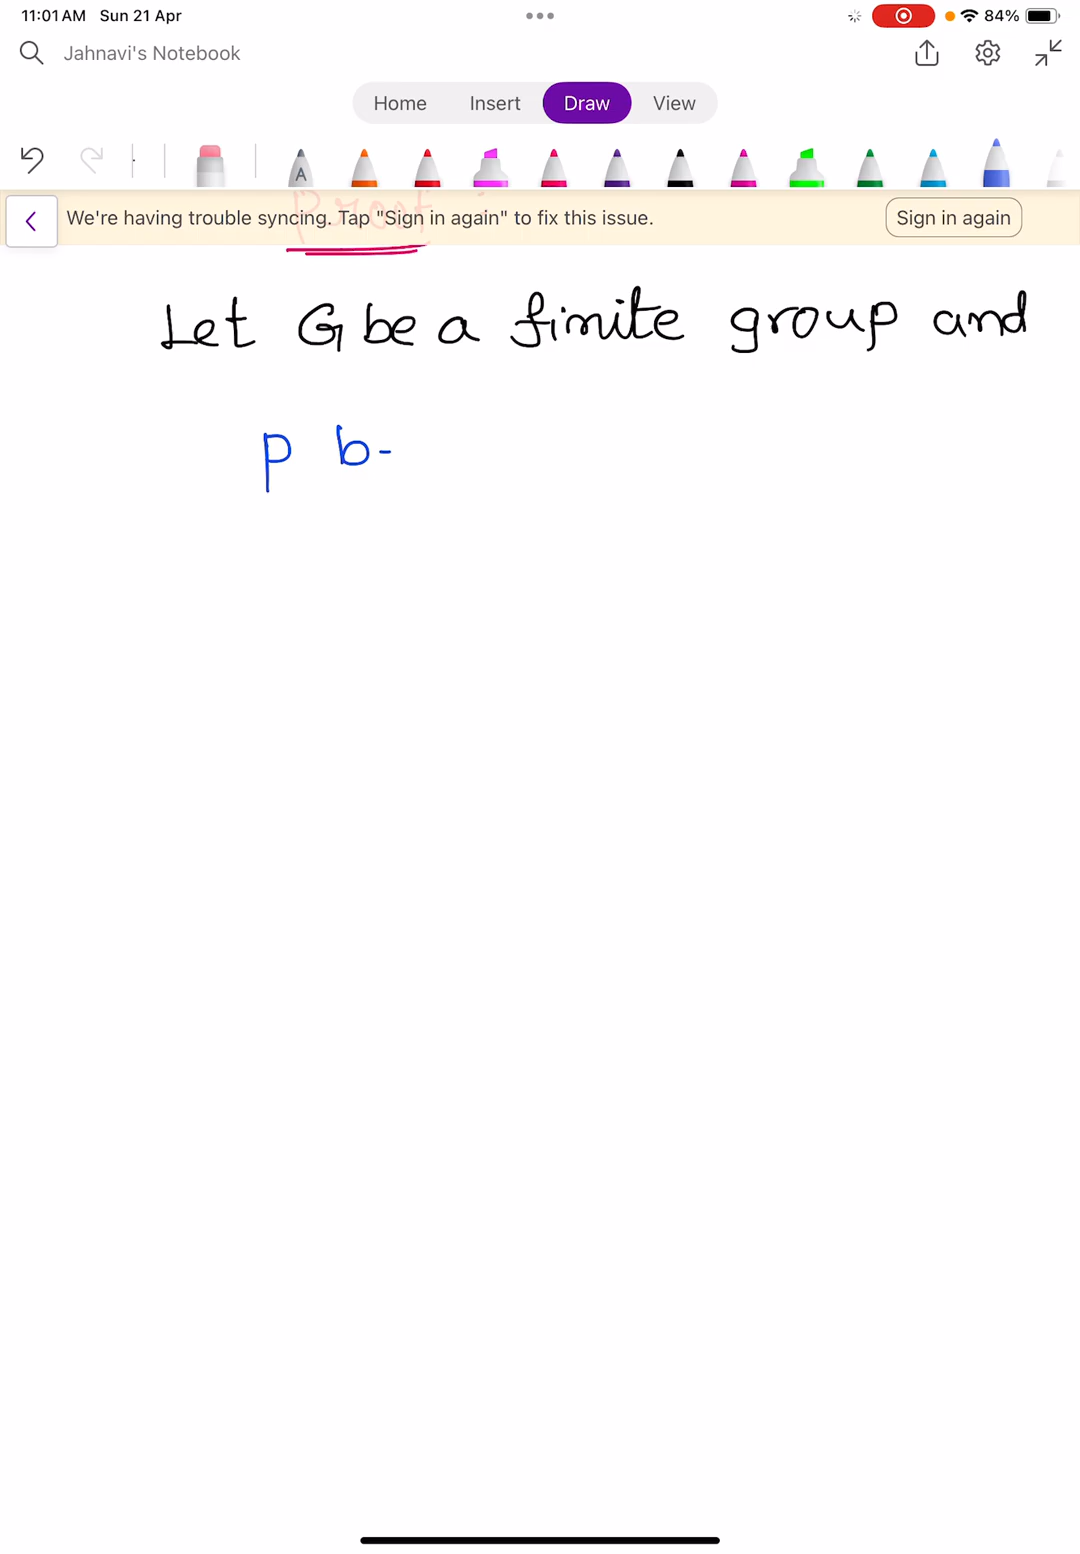 11:01 AM Sun 21 Apr
84%
Jahnavi's Notebook
Home Insert Draw View
A
Proof
We're having trouble syncing. Tap "Sign in again" to fix this issue.
Sign in again
Let G be a finite group and
p b-